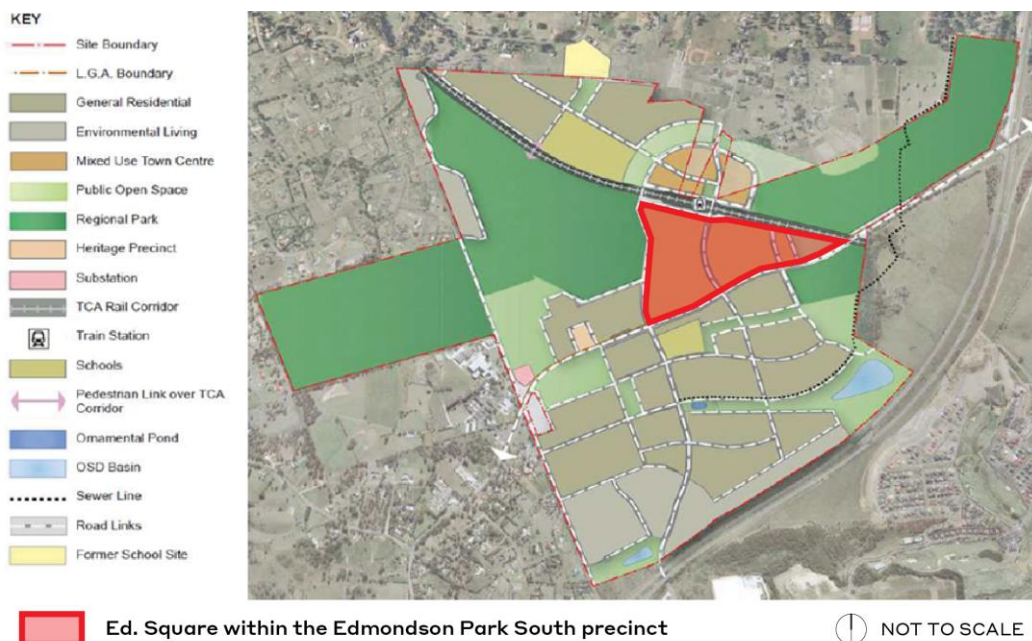 KEY
Site Boundary
L.G.A. Boundary
General Residential
Environmental Living
Mixed Use Town Centre
Public Open Space
Regional Park
Heritage Precinct
Substation
TCA Rail Corridor
Train Station
Schools
Pedestrian Link over TCA
Corridor
Ornamental Pond
OSD Basin
Sewer Line
Road Links
Former School Site
Ed. Square within the Edmondson Park South precinct
NOT TO SCALE